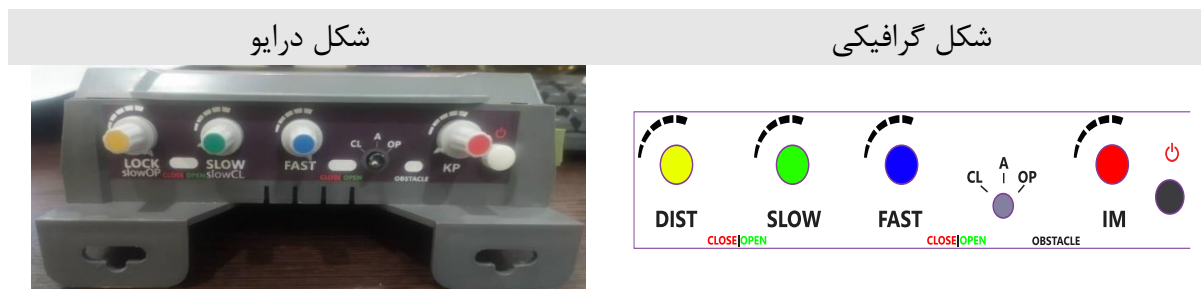 شکل گرافیکی
شکل درایو
LOCK
slowOP
CLOSE OPEN
SLOW
slowCL
FAST
CLOSE OPEN
CL A OP
OBSTACLE
KP
CL A OP
DIST SLOW FAST IM
CLOSE|OPEN CLOSE|OPEN OBSTACLE